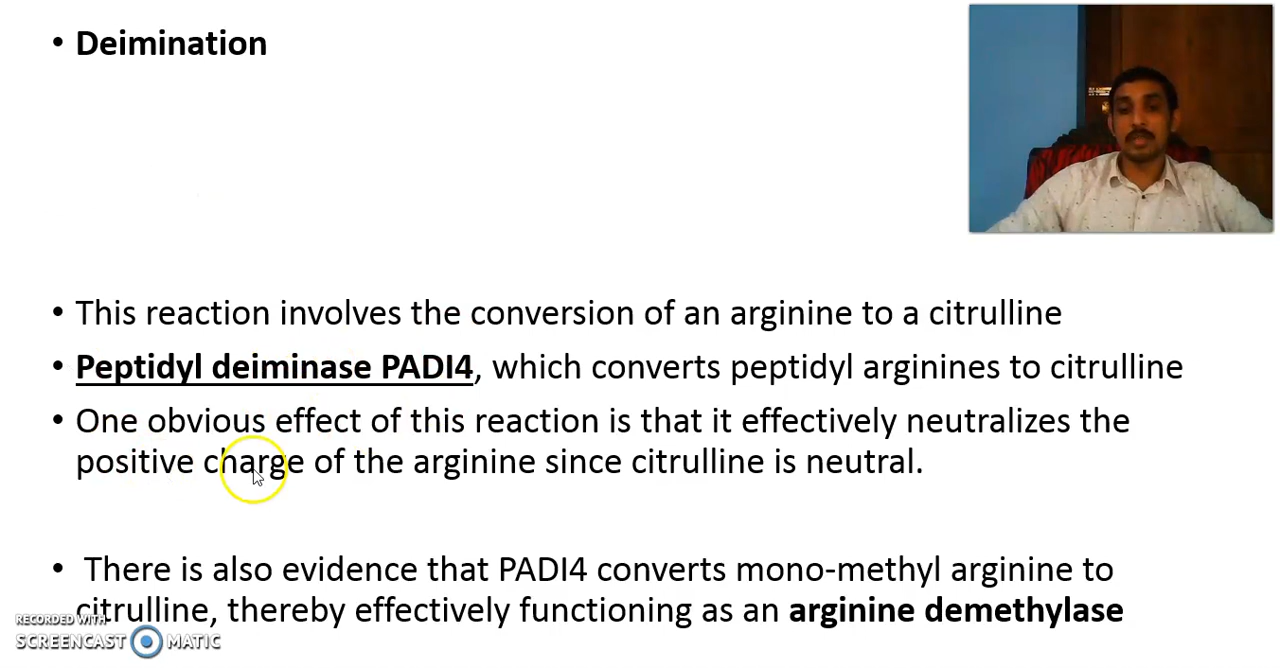 • Deimination
• This reaction involves the conversion of an arginine to a citrulline
• Peptidyl deiminase PADI4, which converts peptidyl arginines to citrulline
• One obvious effect of this reaction is that it effectively neutralizes the
positive charge of the arginine since citrulline is neutral.
• There is also evidence that PADI4 converts mono-methyl arginine to
citrulline, thereby effectively functioning as an arginine demethylase
RECORDED WITH
SCREENCAST MATIC